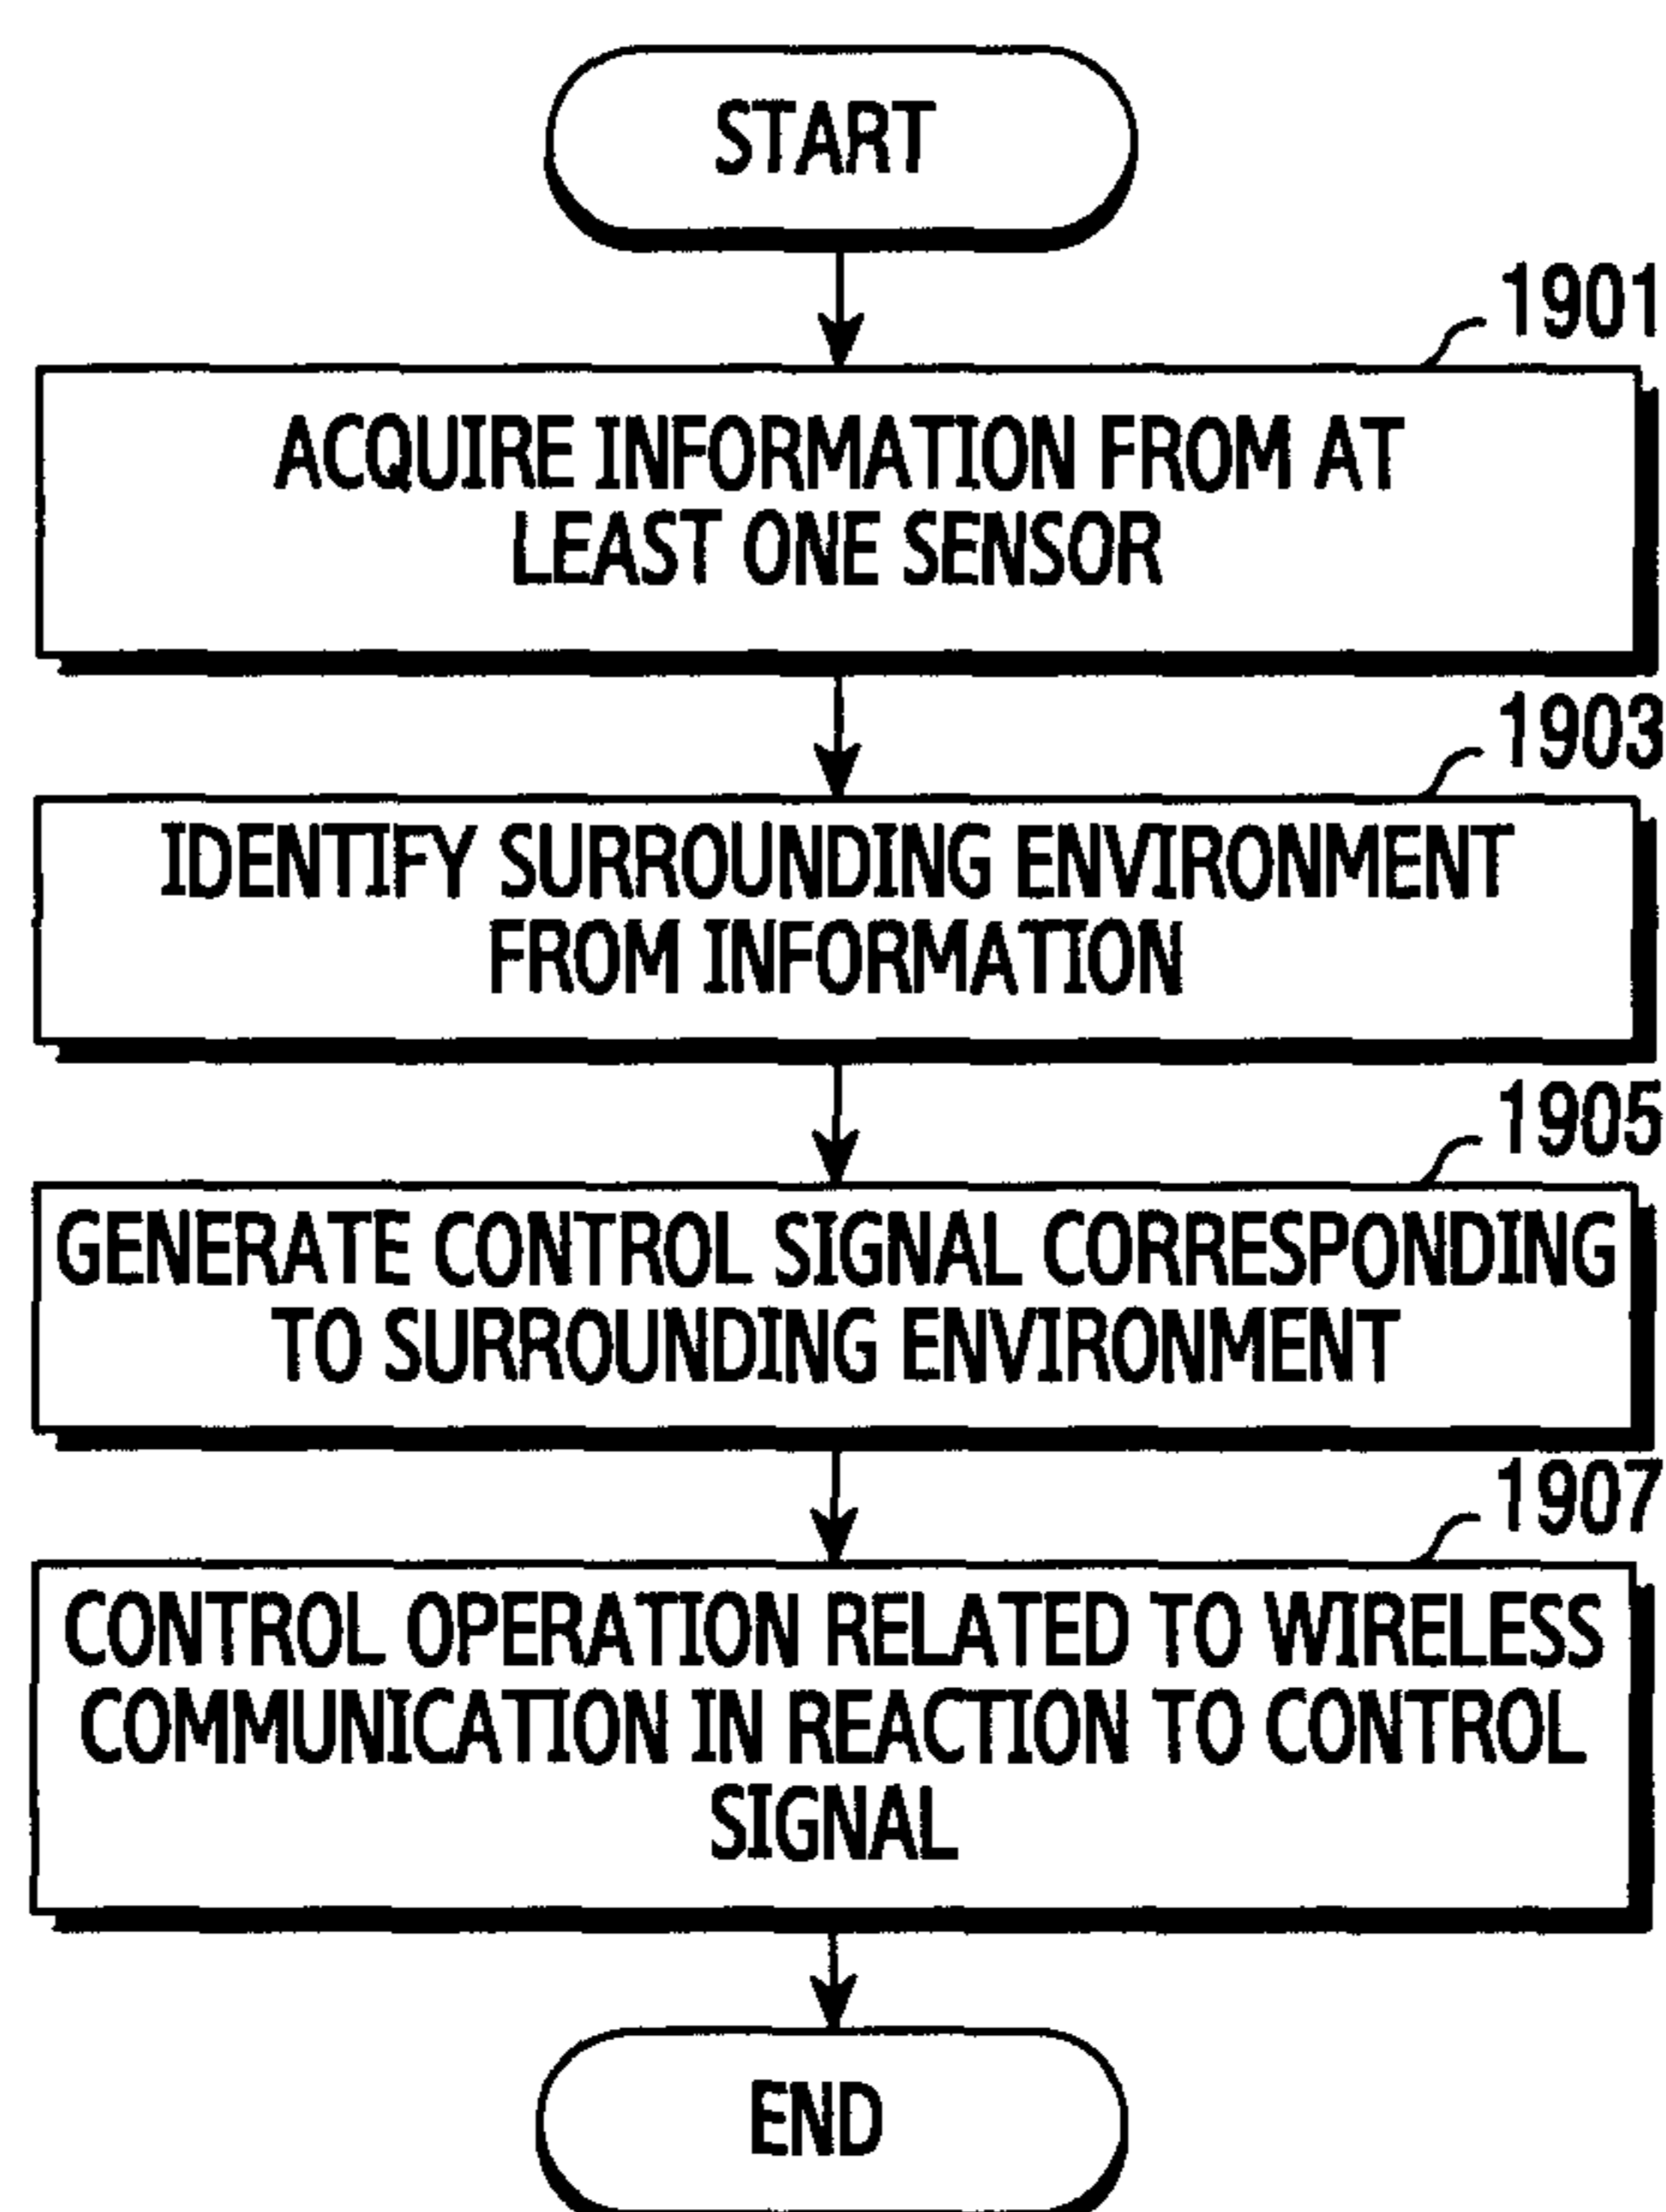 START
1901
ACQUIRE INFORMATION FROM AT
LEAST ONE SENSOR
1903
IDENTIFY SURROUNDING ENVIRONMENT
FROM INFORMATION
1905
GENERATE CONTROL SIGNAL CORRESPONDING
TO SURROUNDING ENVIRONMENT
1907
CONTROL OPERATION RELATED TO WIRELESS
COMMUNICATION IN REACTION TO CONTROL
SIGNAL
END